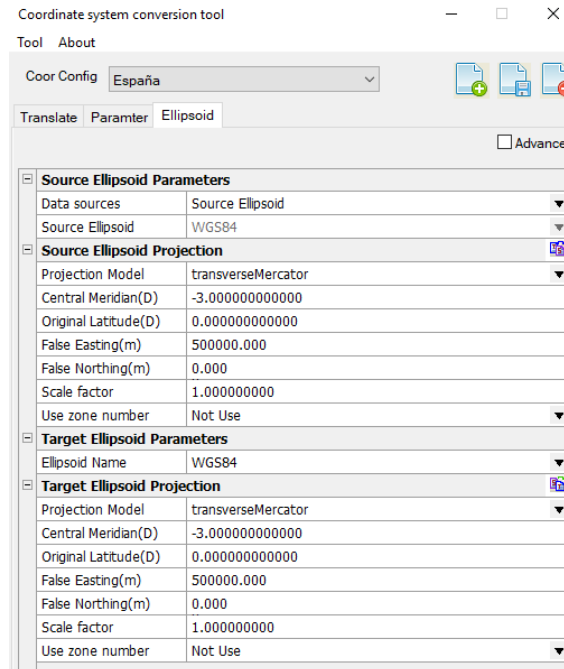 Coordinate system conversion tool
Tool About
Coor Config España
Translate Paramter Ellipsoid
Advance
Source Ellipsoid Parameters
Data sources Source Ellipsoid
Source Ellipsoid WGS84
Source Ellipsoid Projection
Projection Model transverseMercator
Central Meridian(D) -3.000000000000
Original Latitude(D) 0.000000000000
False Easting(m) 500000.000
False Northing(m) 0.000
Scale factor 1.000000000
Use zone number Not Use
Target Ellipsoid Parameters
Ellipsoid Name WGS84
Target Ellipsoid Projection
Projection Model transverseMercator
Central Meridian(D) -3.000000000000
Original Latitude(D) 0.000000000000
False Easting(m) 500000.000
False Northing(m) 0.000
Scale factor 1.000000000
Use zone number Not Use